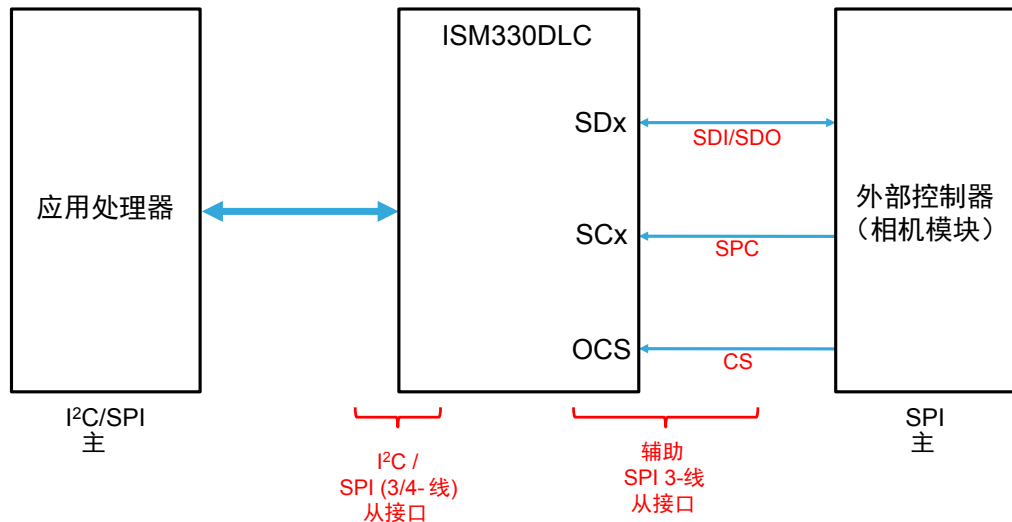 ISM330DLC
应用处理器
SDx
SDI/SDO
SCx
SPC
OCS
CS
外部控制器
（相机模块）
I²C/SPI
主
I²C /
SPI (3/4- 线)
从接口
辅助
SPI 3-线
从接口
SPI
主